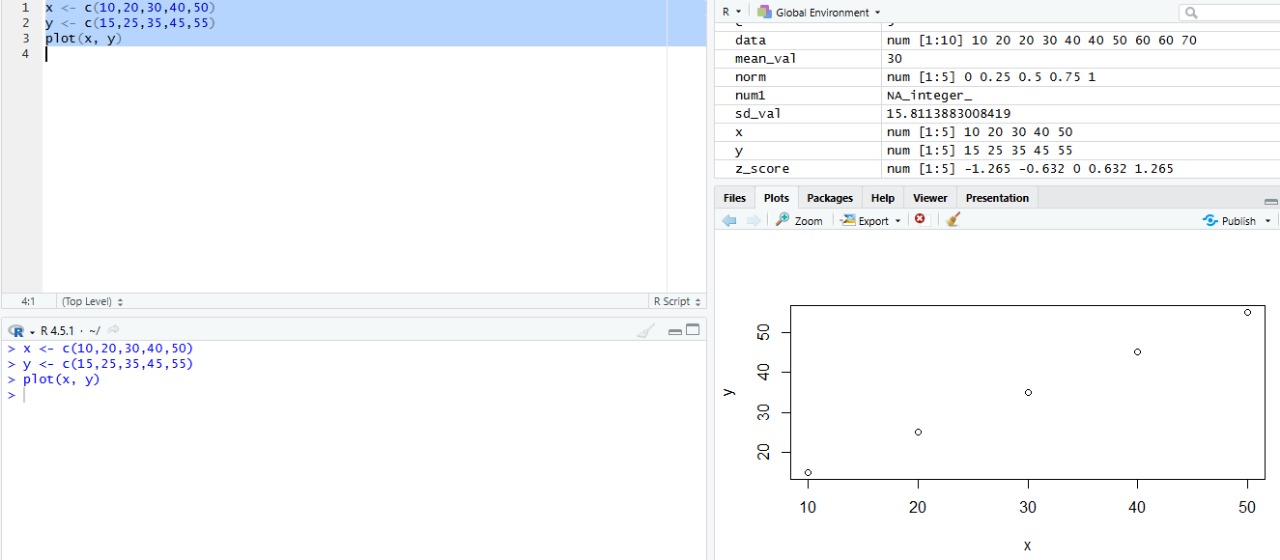 1 x <- c(10,20,30,40,50)
2 y <- c(15,25,35,45,55)
3 plot(x, y)
4
4:1 (Top Level) R Script
R 4.5.1 · ~/
> x <- c(10,20,30,40,50)
> y <- c(15,25,35,45,55)
> plot(x, y)
>
R Global Environment
data num [1:10] 10 20 20 30 40 40 50 60 60 70
mean_val 30
norm num [1:5] 0 0.25 0.5 0.75 1
num1 NA_integer_
sd_val 15.8113883008419
x num [1:5] 10 20 30 40 50
y num [1:5] 15 25 35 45 55
z_score num [1:5] -1.265 -0.632 0 0.632 1.265
Files Plots Packages Help Viewer Presentation
Zoom Export Publish
50
40
y
30
20
10 20 30 40 50
x